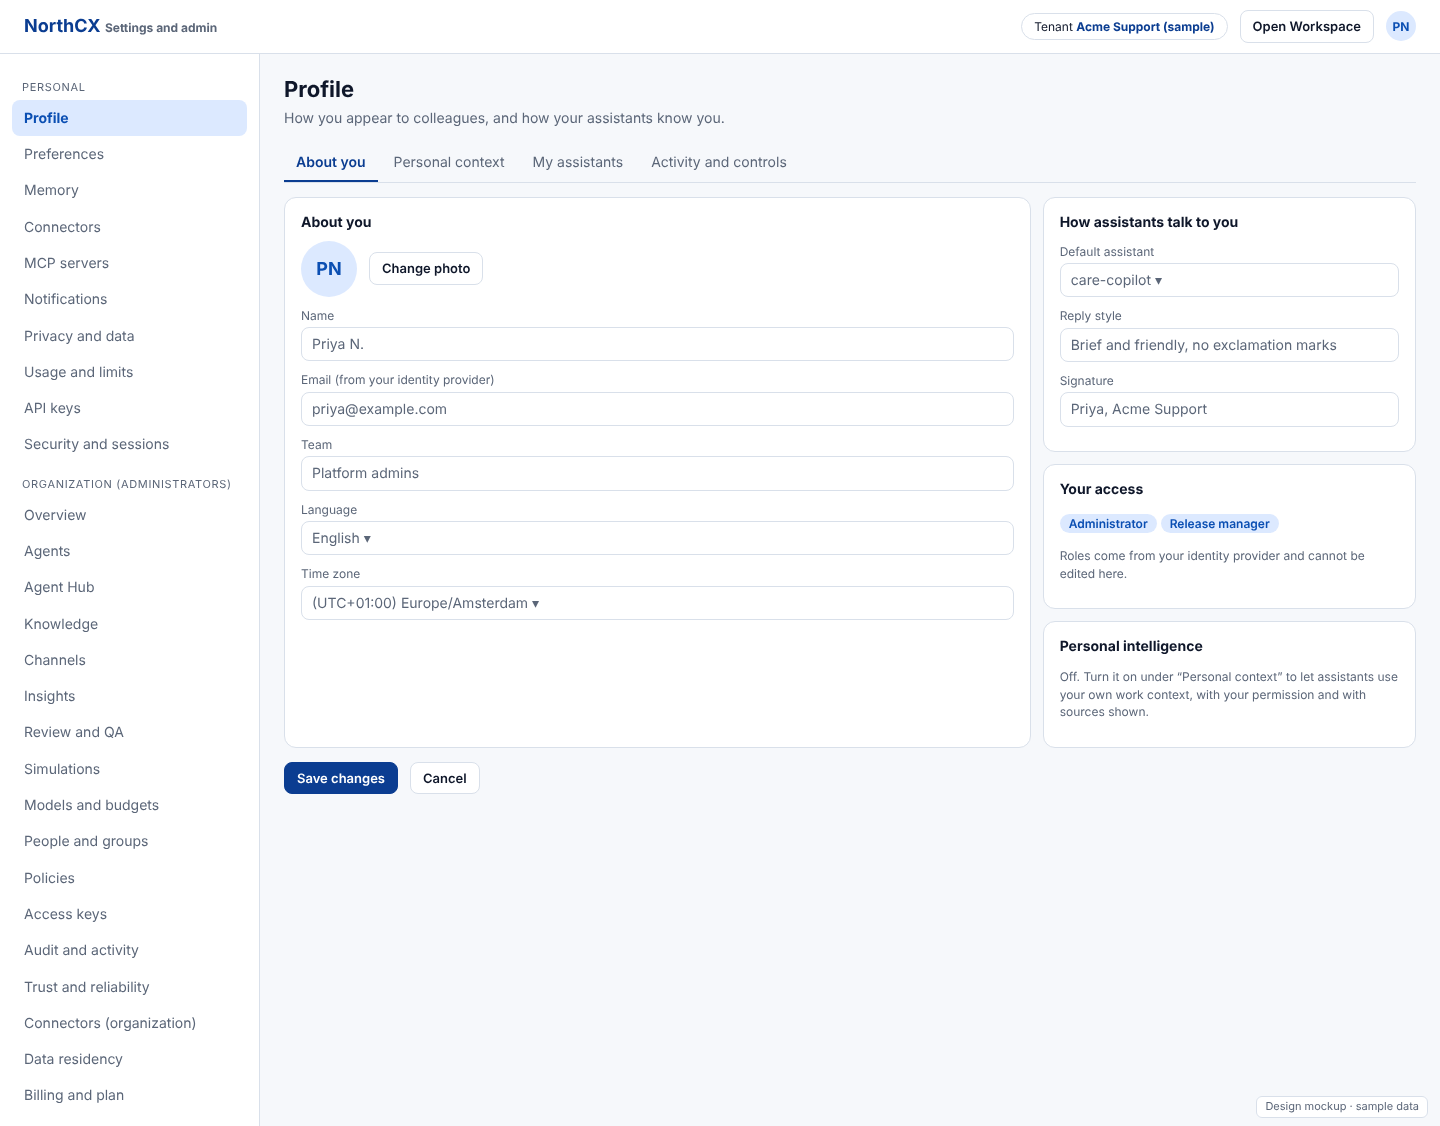 NorthCX Settings and admin
Tenant Acme Support (sample)
Open Workspace
PN
PERSONAL
Profile
Preferences
Memory
Connectors
MCP servers
Notifications
Privacy and data
Usage and limits
API keys
Security and sessions
ORGANIZATION (ADMINISTRATORS)
Overview
Agents
Agent Hub
Knowledge
Channels
Insights
Review and QA
Simulations
Models and budgets
People and groups
Policies
Access keys
Audit and activity
Trust and reliability
Connectors (organization)
Data residency
Billing and plan
Profile
How you appear to colleagues, and how your assistants know you.
About you
Personal context
My assistants
Activity and controls
About you
PN
Change photo
Name
Priya N.
Email (from your identity provider)
priya@example.com
Team
Platform admins
Language
English ▾
Time zone
(UTC+01:00) Europe/Amsterdam ▾
How assistants talk to you
Default assistant
care-copilot ▾
Reply style
Brief and friendly, no exclamation marks
Signature
Priya, Acme Support
Your access
Administrator
Release manager
Roles come from your identity provider and cannot be
edited here.
Personal intelligence
Off. Turn it on under “Personal context” to let assistants use
your own work context, with your permission and with
sources shown.
Save changes
Cancel
Design mockup · sample data